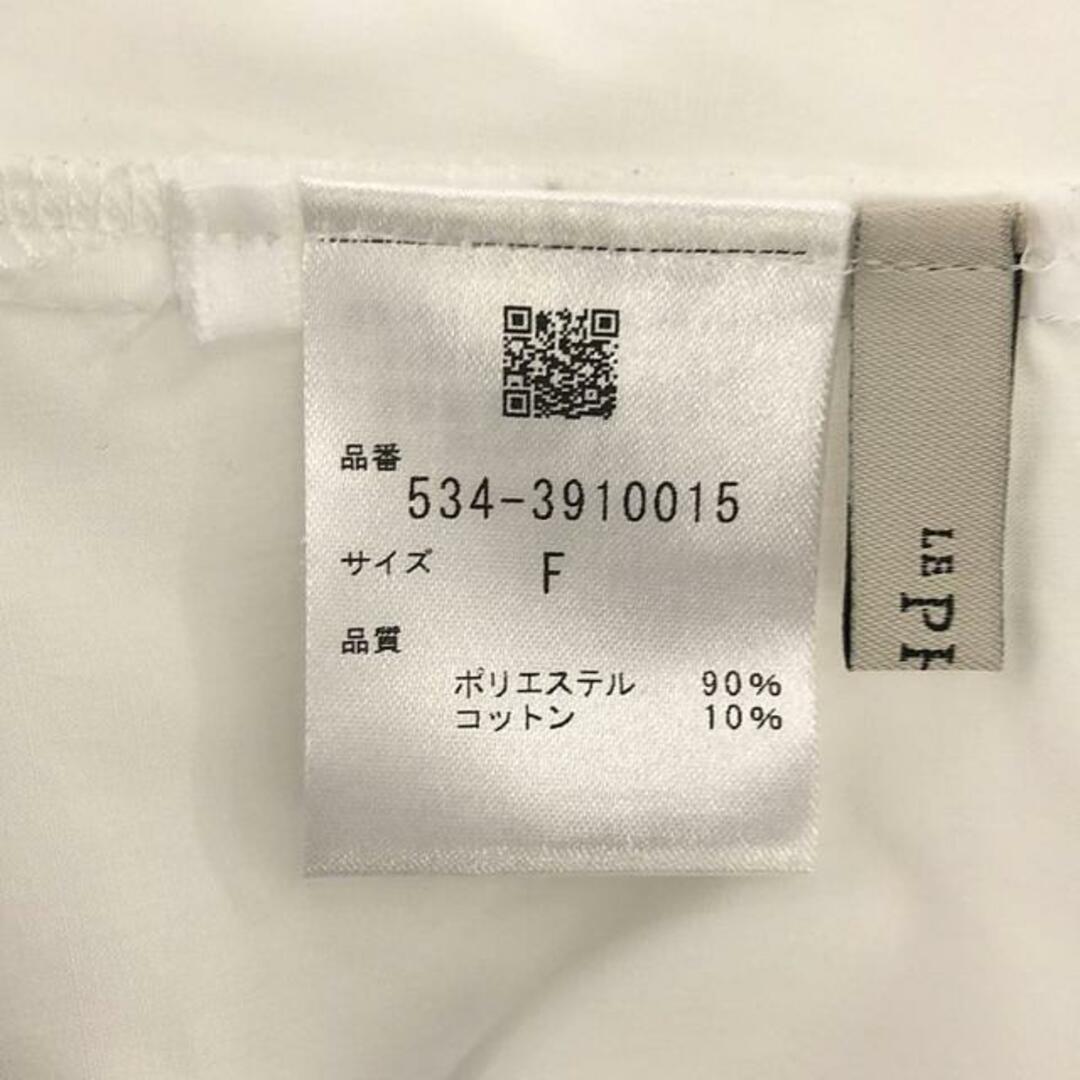 品番
534-3910015
サイズ F
品質
ポリエステル 90%
コットン 10%
LE